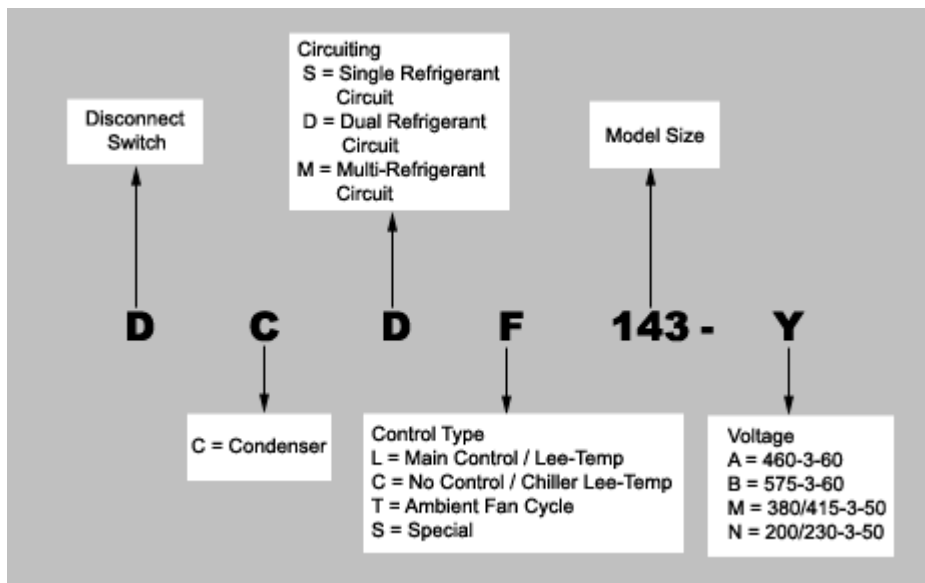 Circuiting
S = Single Refrigerant
Circuit
D = Dual Refrigerant
Circuit
M = Multi-Refrigerant
Circuit
Disconnect
Switch
Model Size
D C D F 143 - Y
C = Condenser
Control Type
L = Main Control / Lee-Temp
C = No Control / Chiller Lee-Temp
T = Ambient Fan Cycle
S = Special
Voltage
A = 460-3-60
B = 575-3-60
M = 380/415-3-50
N = 200/230-3-50